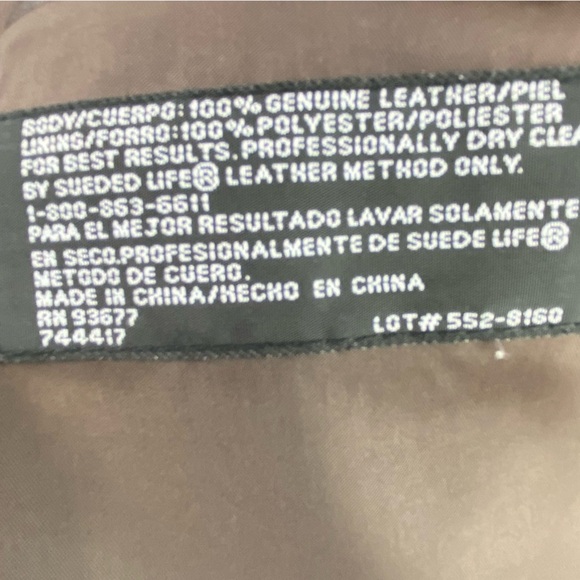 BODY/CUERPO: 100% GENUINE LEATHER/PIEL
LINING/FORRO: 100% POLYESTER/POLIESTER
FOR BEST RESULTS, PROFESSIONALLY DRY CLEA
BY SUEDED LIFE® LEATHER METHOD ONLY.
1-800-863-6611
PARA EL MEJOR RESULTADO LAVAR SOLAMENTE
EN SECO.PROFESIONALMENTE DE SUEDE LIFE®
METODO DE CUERO.
MADE IN CHINA/HECHO EN CHINA
RN 93677
744417 LOT# 552-8160